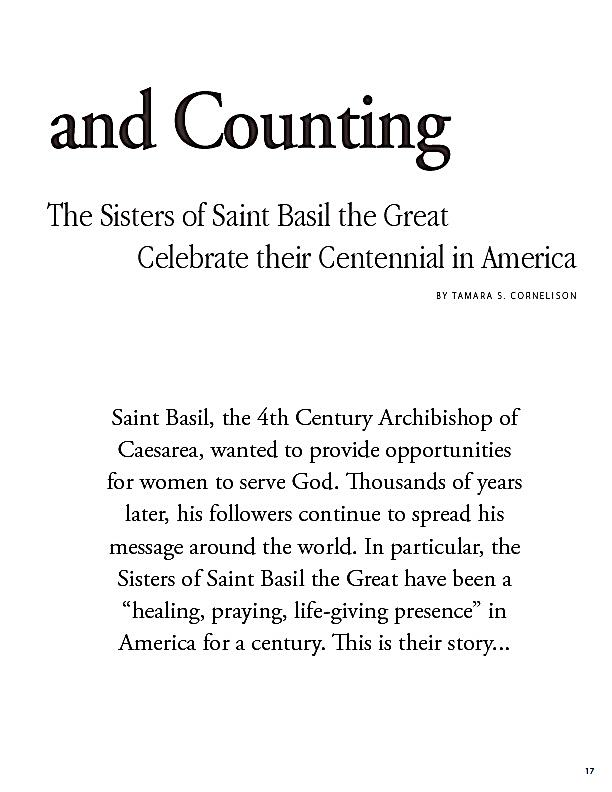 and Counting
The Sisters of Saint Basil the Great
Celebrate their Centennial in America
BY TAMARA S. CORNELISON
Saint Basil, the 4th Century Archibishop of
Caesarea, wanted to provide opportunities
for women to serve God. Thousands of years
later, his followers continue to spread his
message around the world. In particular, the
Sisters of Saint Basil the Great have been a
“healing, praying, life-giving presence” in
America for a century. This is their story...
17